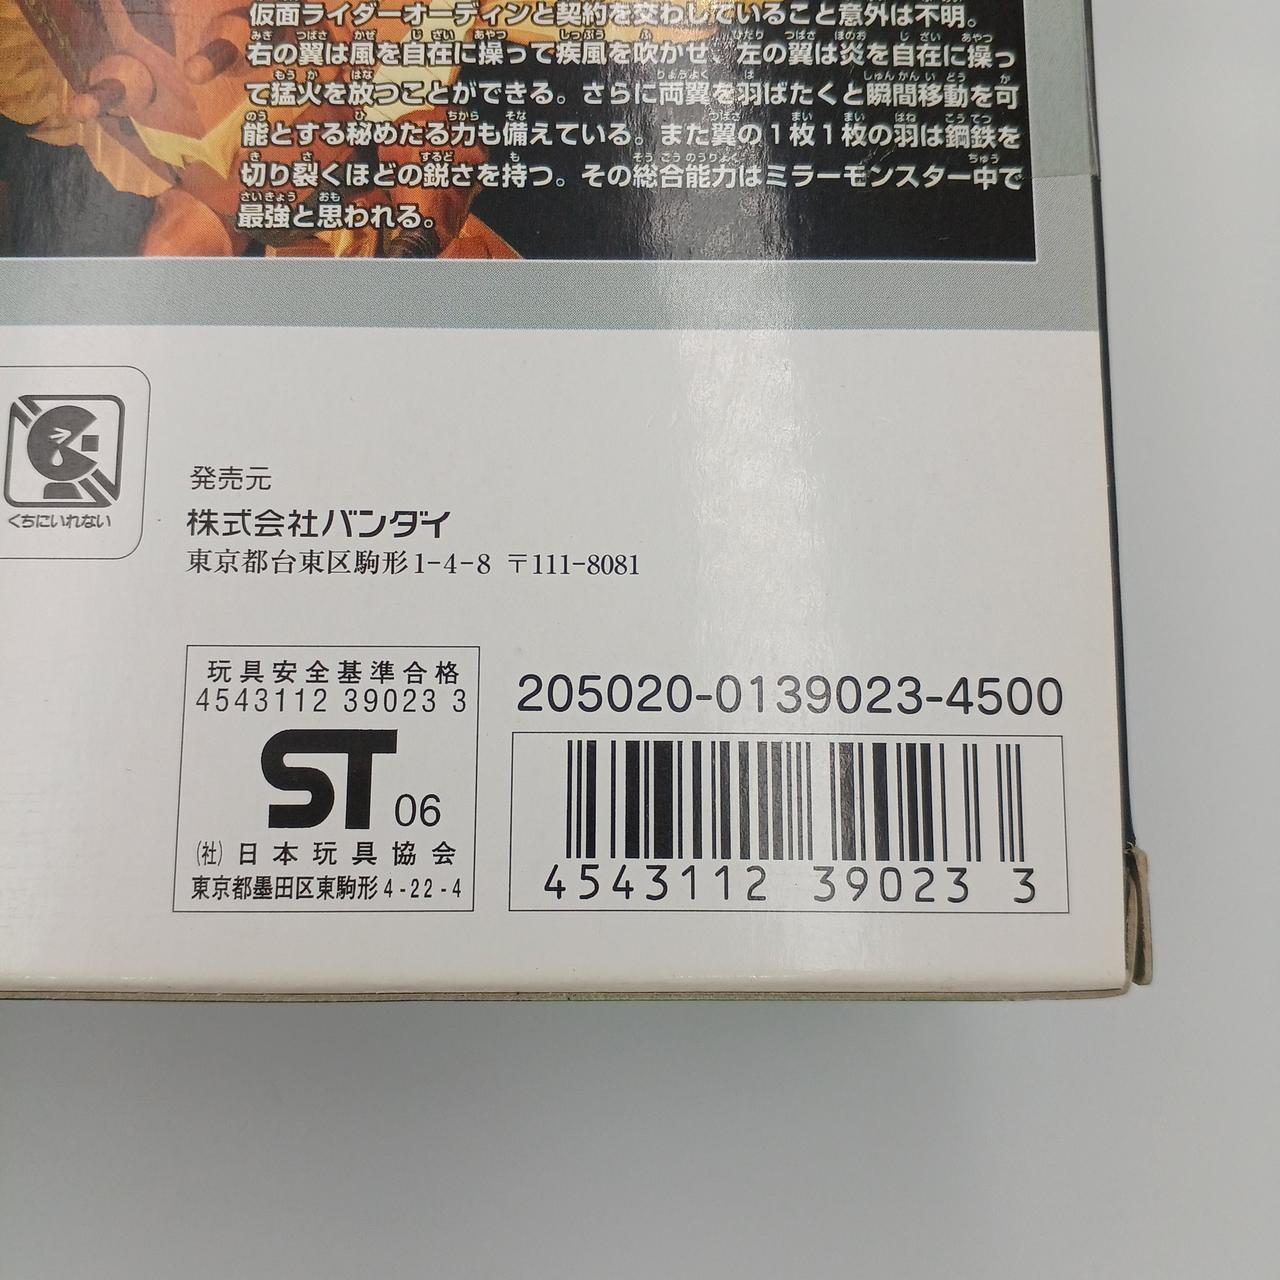 仮面ライダーオーディンと契約を交わしていること意外は不明。
右の翼は風を自在に操って疾風を吹かせ、左の翼は炎を自在に操っ
て猛火を放つことができる。さらに両翼を羽ばたくと瞬間移動を可
能とする秘めたる力も備えている。また翼の1枚1枚の羽は鋼鉄を
切り裂くほどの鋭さを持つ。その総合能力はミラーモンスター中で
最強と思われる。
くちにいれない
発売元
株式会社バンダイ
東京都台東区駒形1-4-8 〒111-8081
玩具安全基準合格
4543112 39023 3
ST 06
(社) 日本玩具協会
東京都墨田区東駒形4-22-4
205020-0139023-4500
4543112 39023 3